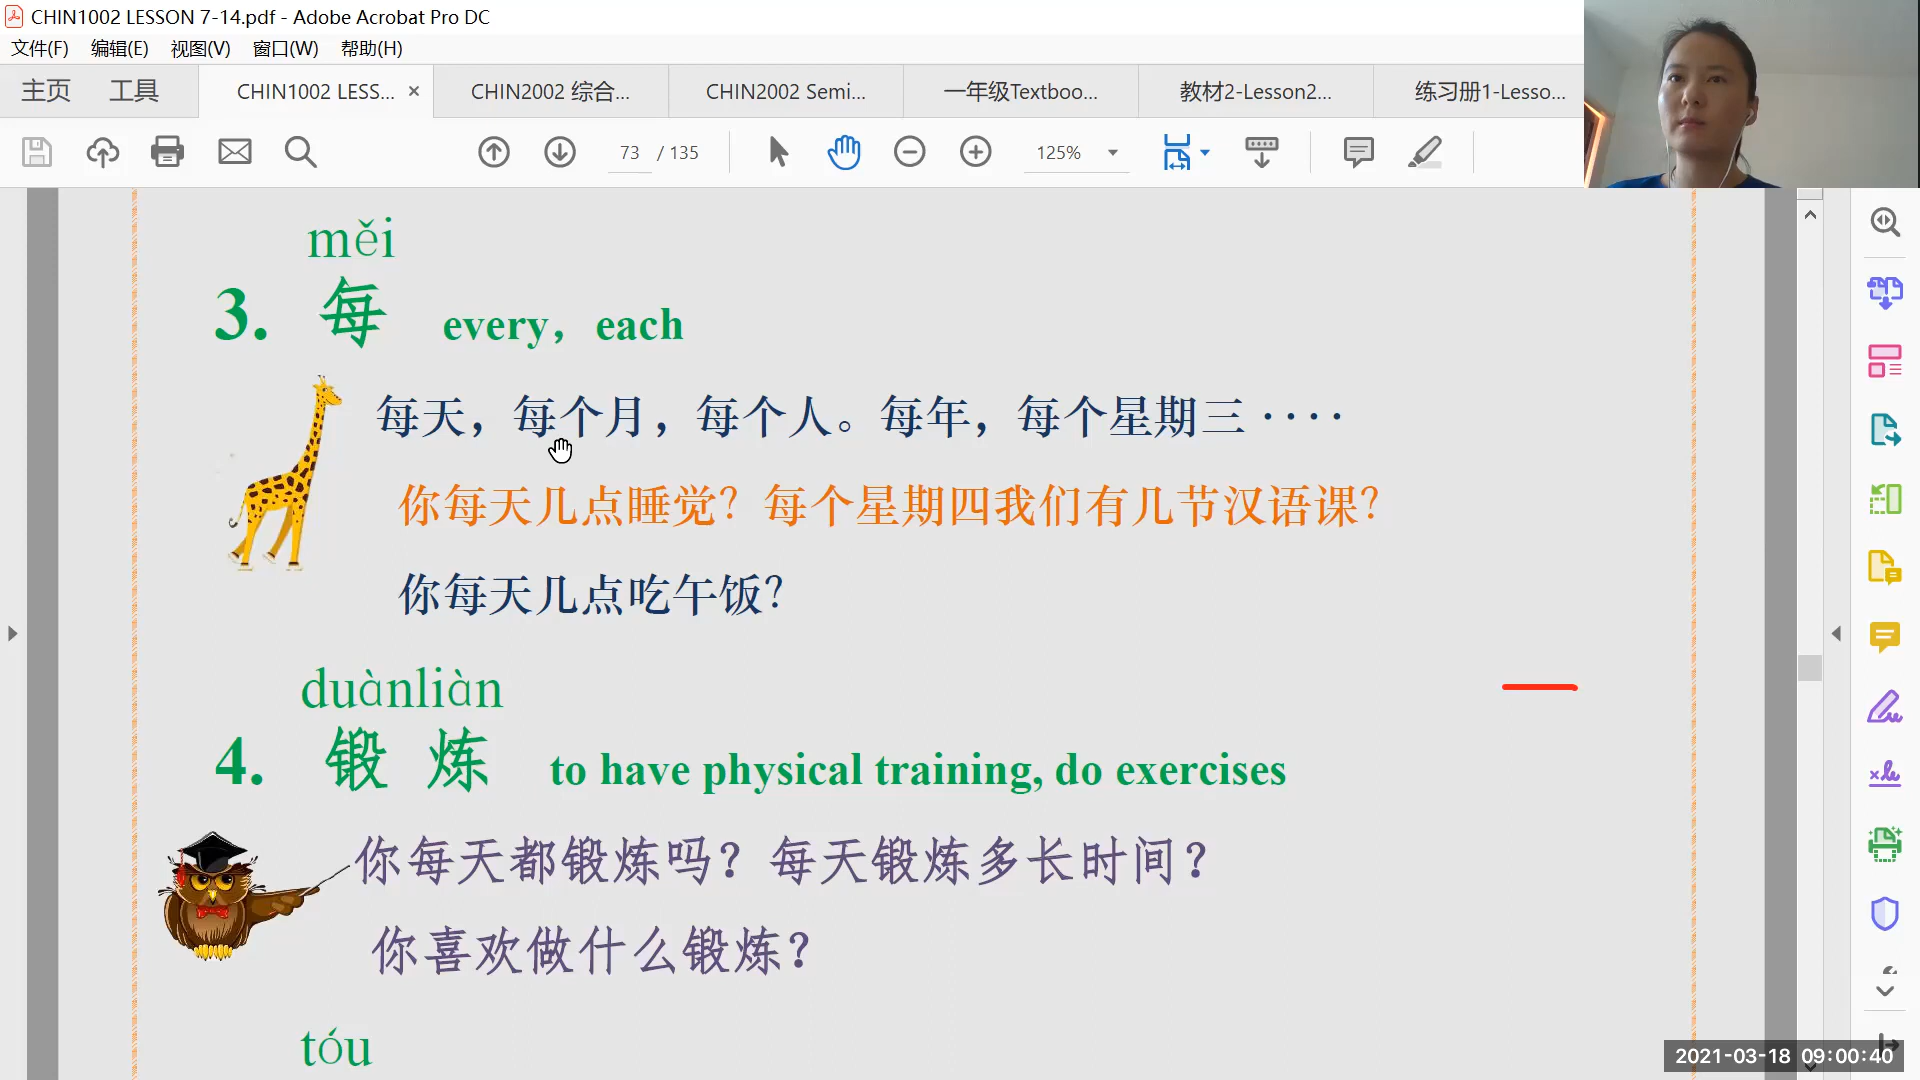 CHIN1002 LESSON 7-14.pdf - Adobe Acrobat Pro DC
文件(F) 编辑(E) 视图(V) 窗口(W) 帮助(H)
主页 工具 CHIN1002 LESS... × CHIN2002 综合... CHIN2002 Semi... 一年级Textboo... 教材2-Lesson2... 练习册1-Lesso...
73 / 135 125%
měi
3. 每 every, each
每天，每个月，每个人。每年，每个星期三 ····
你每天几点睡觉？每个星期四我们有几节汉语课？
你每天几点吃午饭？
duànliàn
4. 锻 炼 to have physical training, do exercises
你每天都锻炼吗？每天锻炼多长时间？
你喜欢做什么锻炼？
tóu
2021-03-18 09:00:40